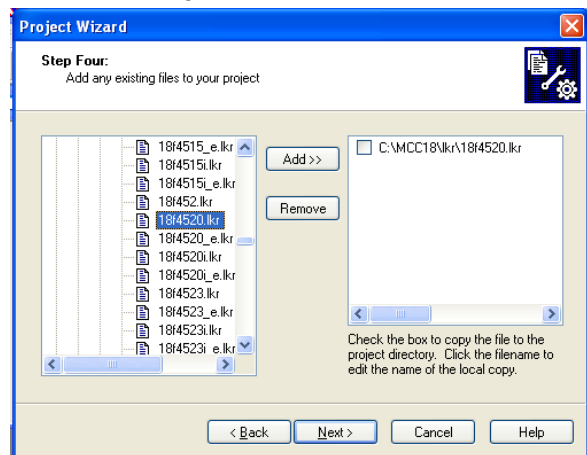 Project Wizard
Step Four:
Add any existing files to your project
18f4515_e.lkr
18f4515i.lkr
18f4515i_e.lkr
18f452.lkr
18f4520.lkr
18f4520_e.lkr
18f4520i.lkr
18f4520i_e.lkr
18f4523.lkr
18f4523_e.lkr
18f4523i.lkr
18f4523i_e.lkr
Add >>
Remove
C:\MCC18\lkr\18f4520.lkr
Check the box to copy the file to the
project directory. Click the filename to
edit the name of the local copy.
< Back
Next >
Cancel
Help